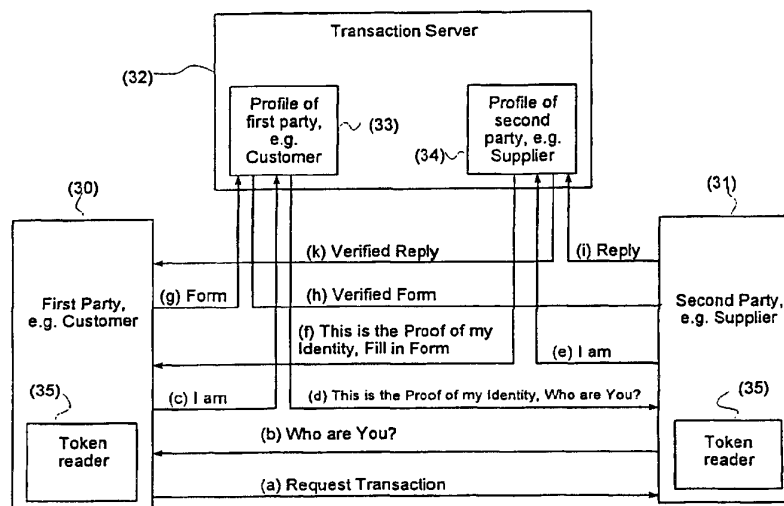 Transaction Server
(32)
Profile of
first party,
e.g.
Customer
(33)
Profile of
second
party, e.g.
Supplier
(34)
(30)
(31)
(k) Verified Reply
(i) Reply
First Party,
e.g. Customer
(g) Form
(h) Verified Form
Second Party,
e.g. Supplier
(f) This is the Proof of my
Identity, Fill in Form
(e) I am
(35)
(c) I am
(d) This is the Proof of my Identity, Who are You?
(35)
Token
reader
(b) Who are You?
Token
reader
(a) Request Transaction